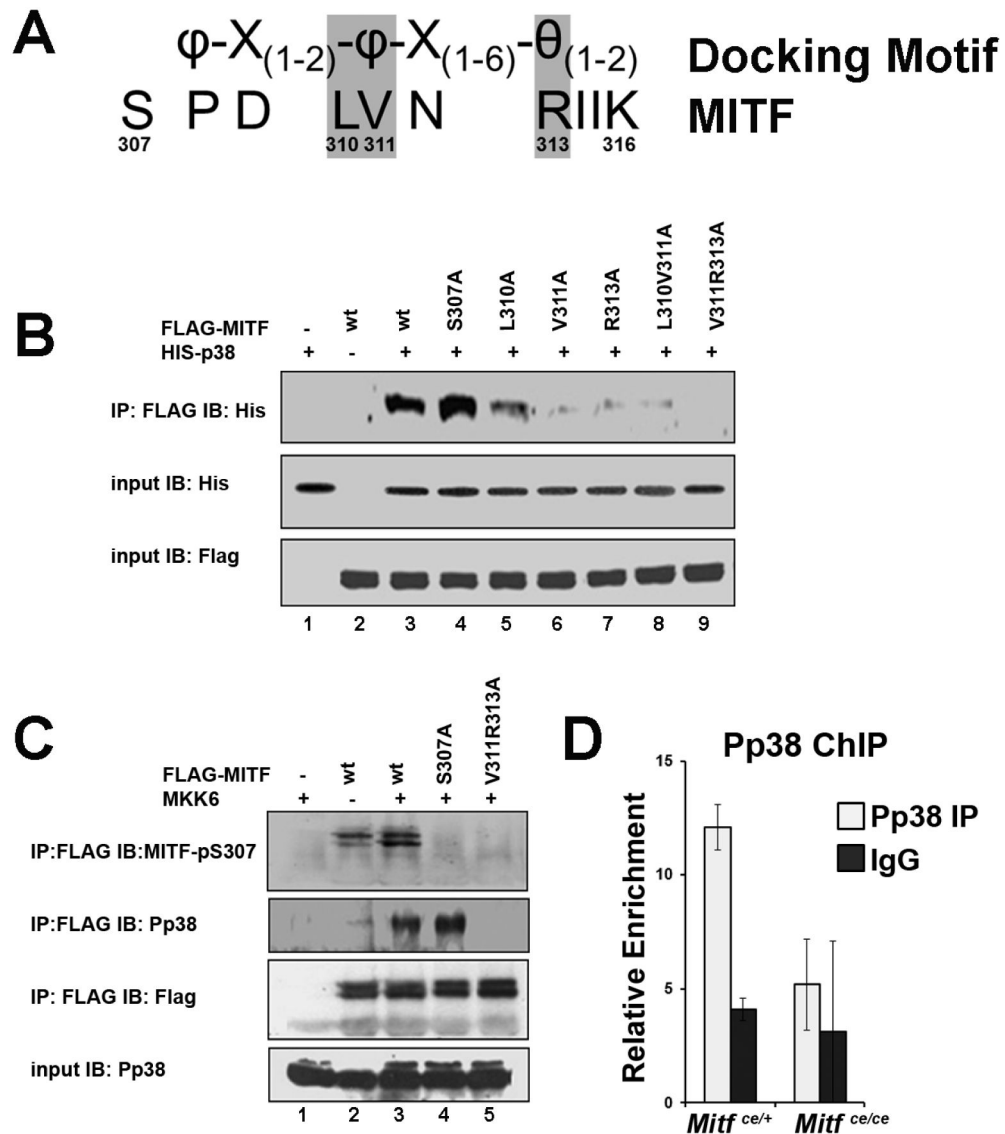 A
φ-X(1-2)-φ-X(1-6)-θ(1-2) Docking Motif
S P D LV N RIIK MITF
307 310 311 313 316
B
FLAG-MITF - wt wt S307A L310A V311A R313A L310V311A V311R313A
HIS-p38 + - + + + + + + +
IP: FLAG IB: His
input IB: His
input IB: Flag
1 2 3 4 5 6 7 8 9
C
FLAG-MITF - wt wt S307A V311R313A
MKK6 + - + + +
IP:FLAG IB:MITF-pS307
IP:FLAG IB: Pp38
IP: FLAG IB: Flag
input IB: Pp38
1 2 3 4 5
D
Pp38 ChIP
Relative Enrichment
15
10
5
0
Pp38 IP
IgG
Mitf ce/+ Mitf ce/ce